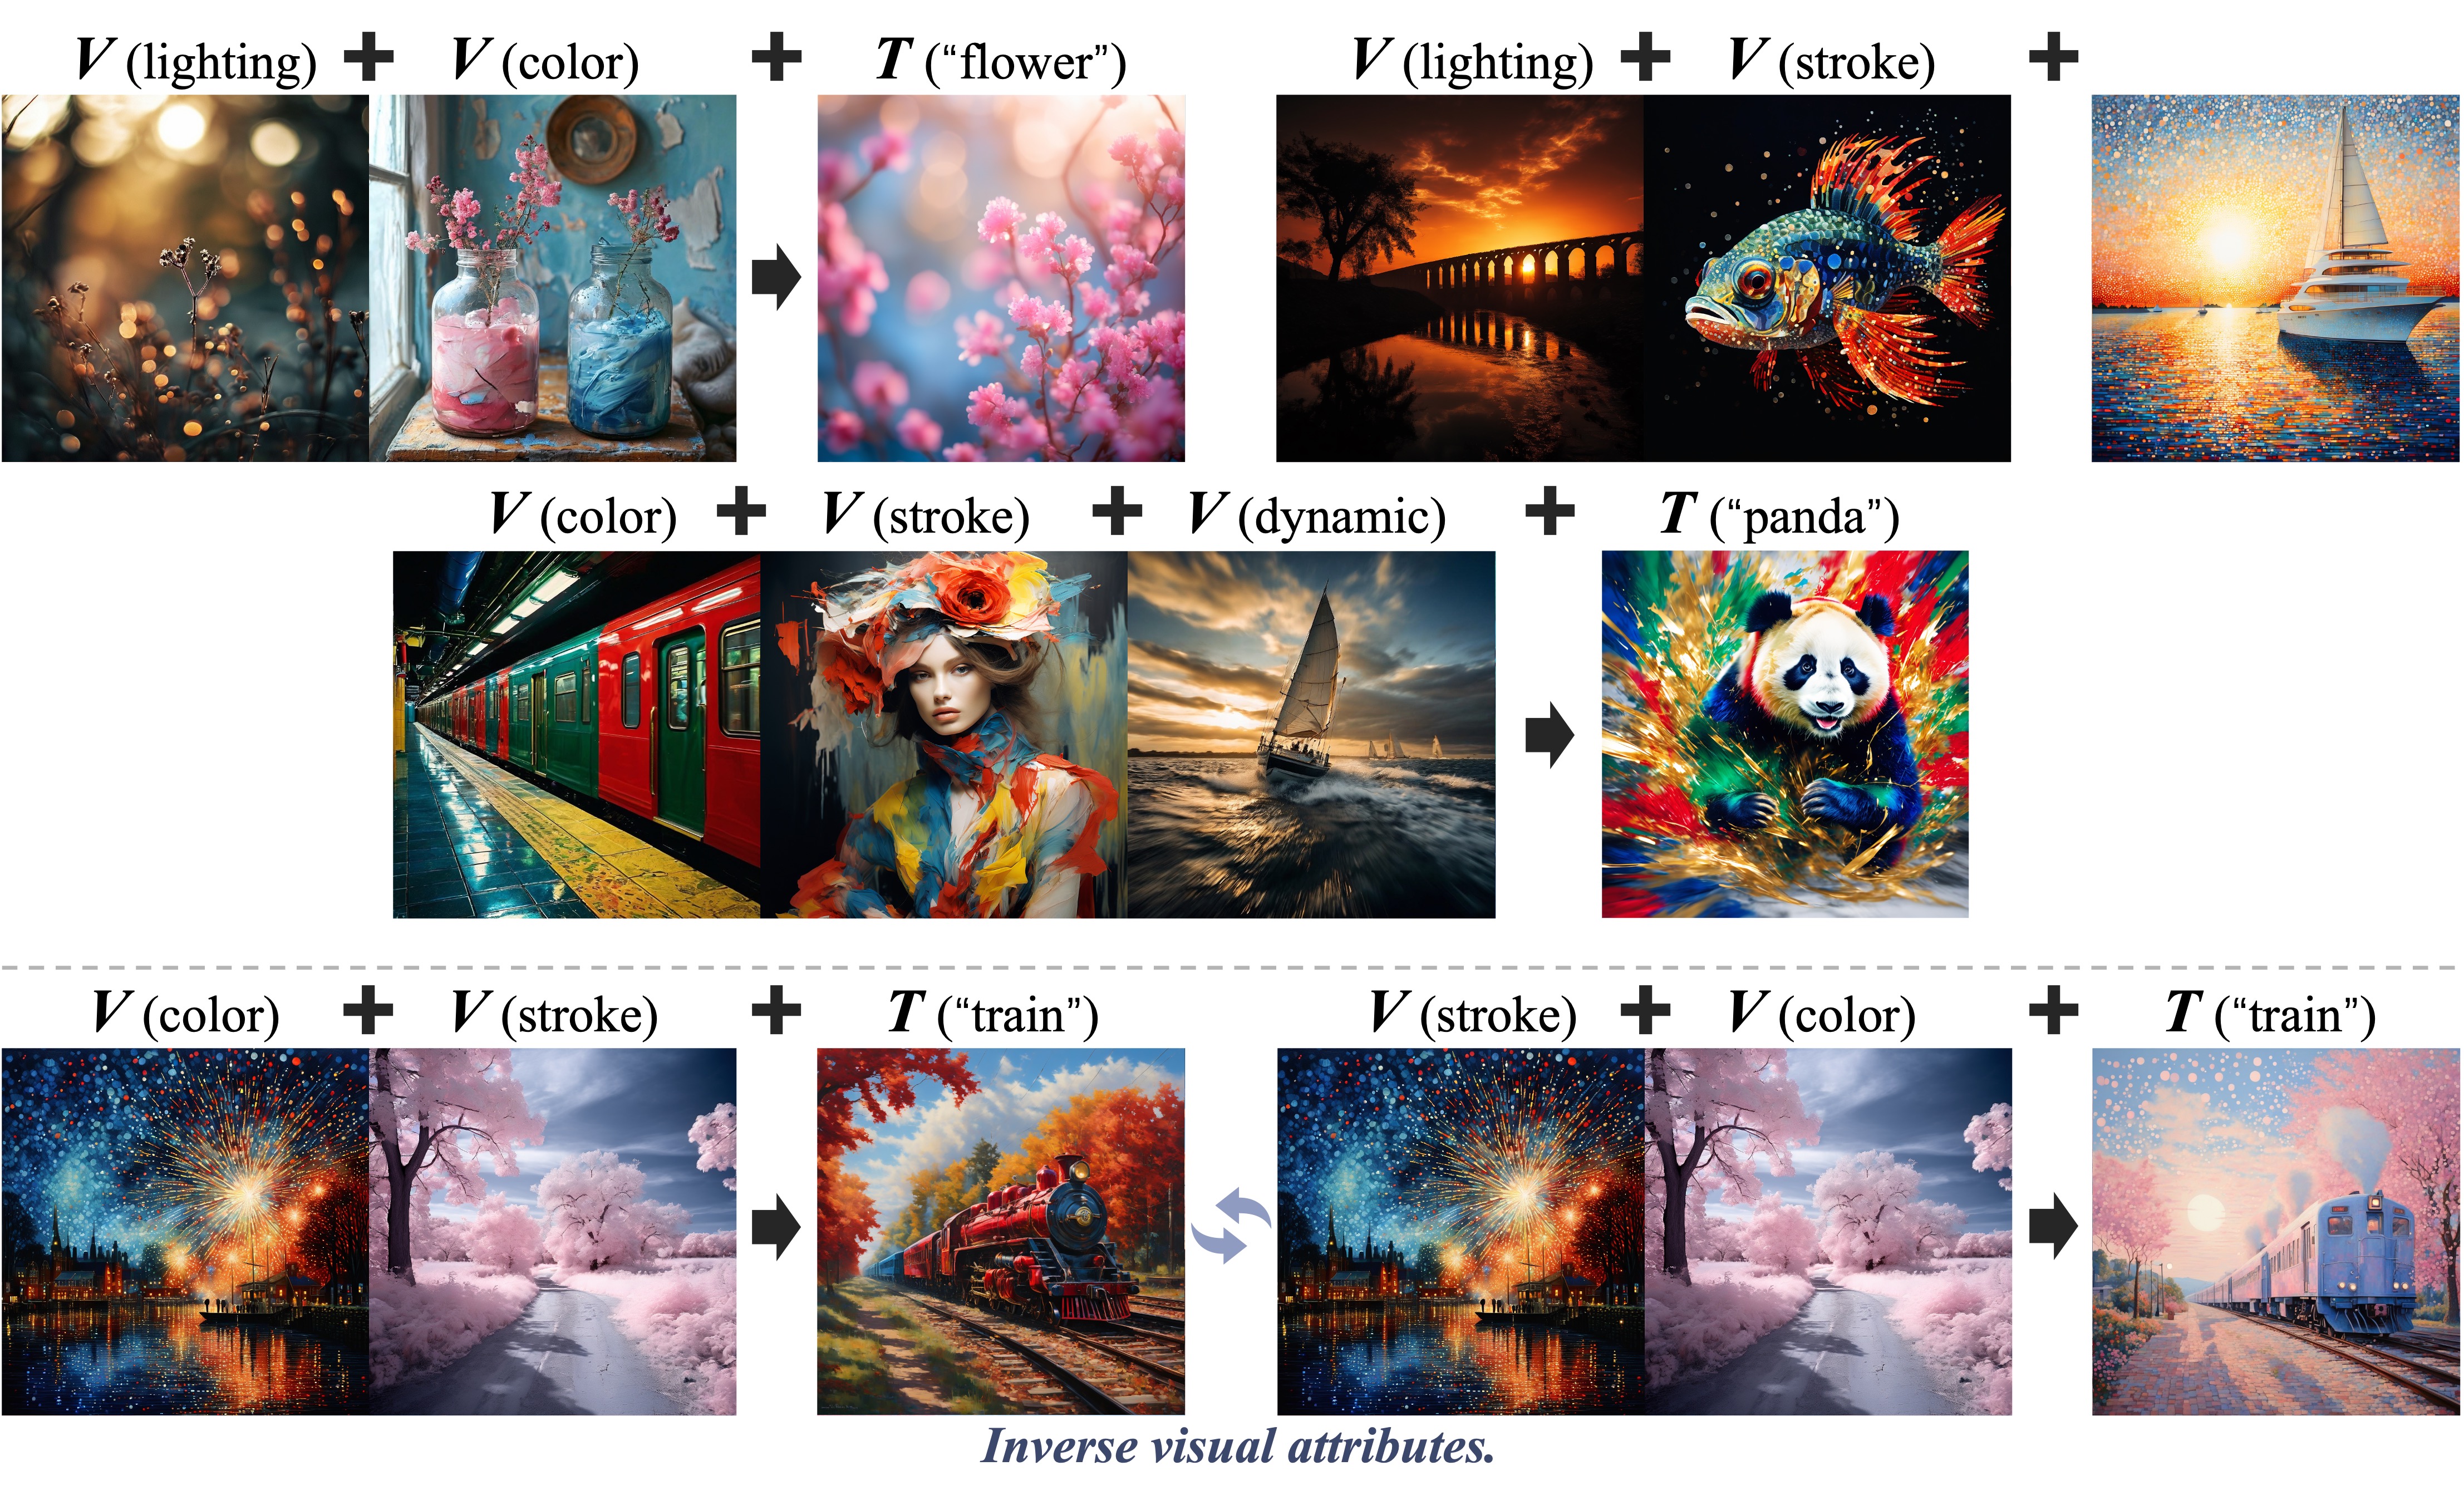 V (lighting) + V (color) + T (“flower”)
V (lighting) + V (stroke) +
V (color) + V (stroke) + V (dynamic) + T (“panda”)
V (color) + V (stroke) + T (“train”)
V (stroke) + V (color) + T (“train”)
Inverse visual attributes.